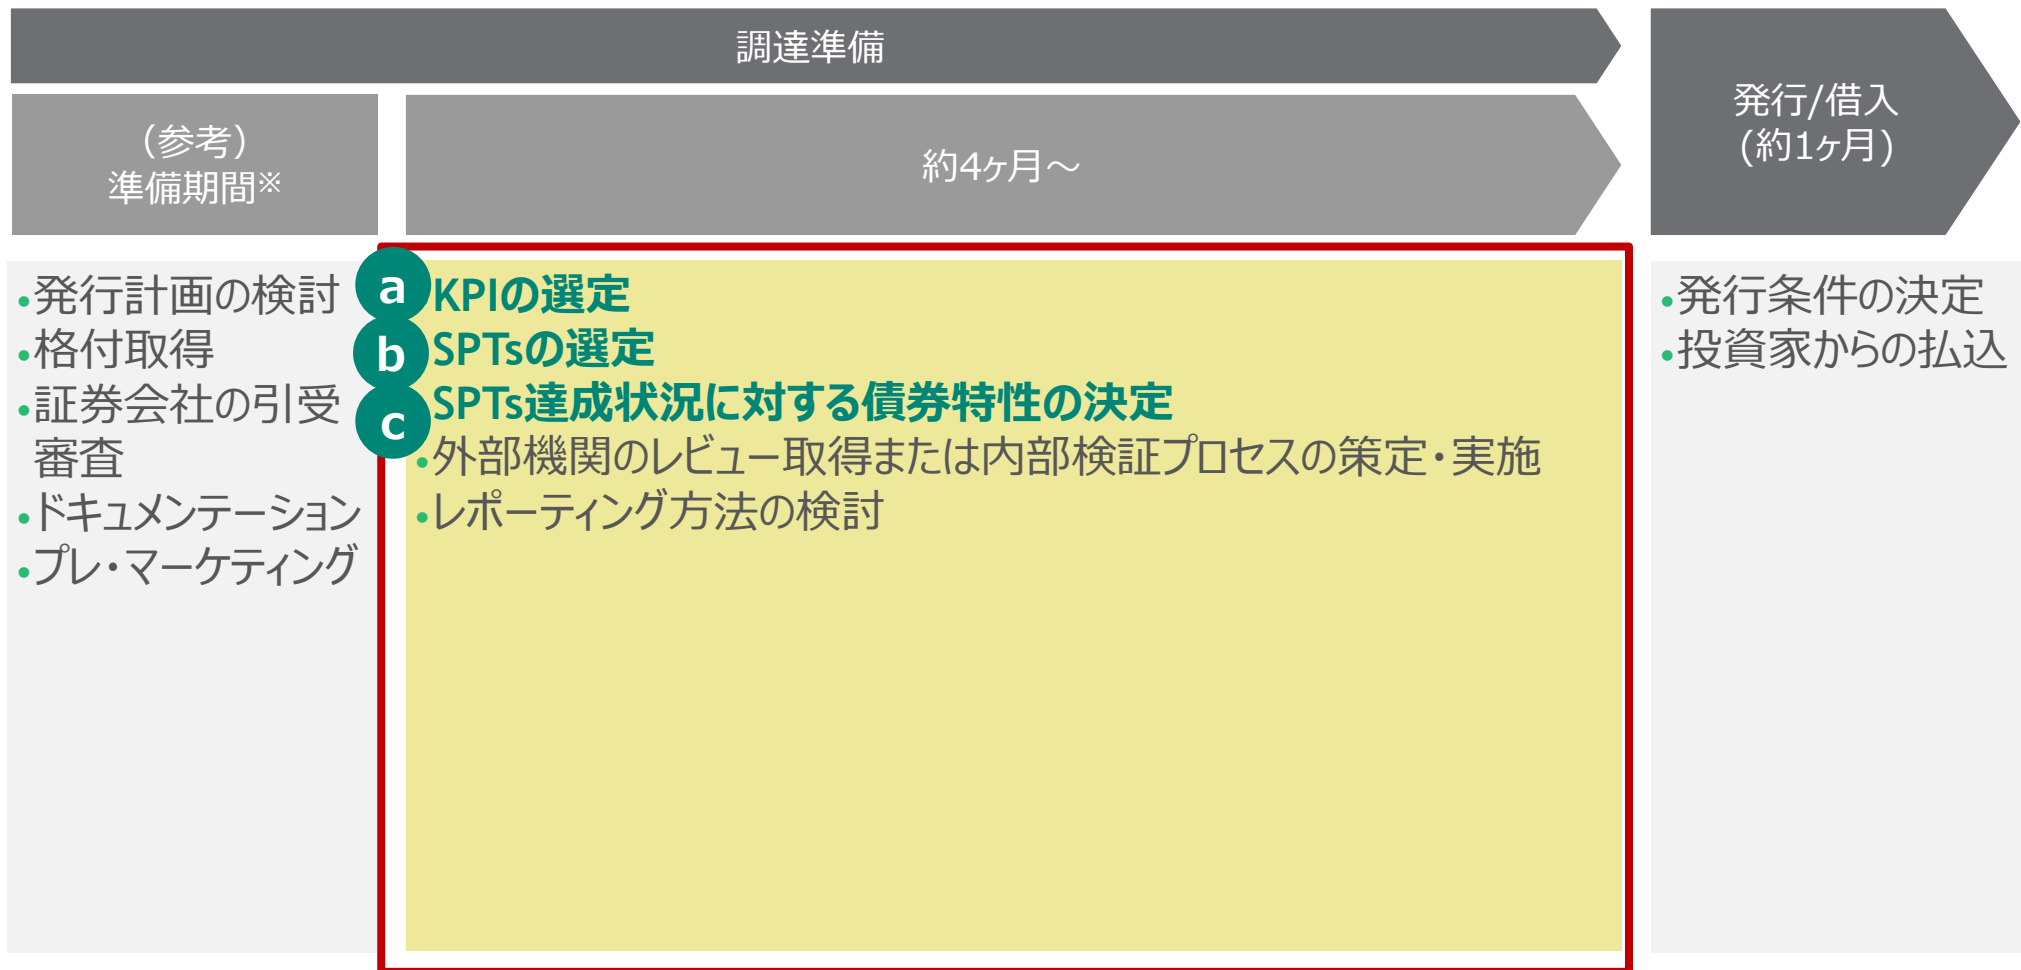 調達準備
(参考)
準備期間※
約4ヶ月～
発行/借入
(約1ヶ月)
•発行計画の検討
•格付取得
•証券会社の引受
審査
•ドキュメンテーション
•プレ・マーケティング
a KPIの選定
b SPTsの選定
c SPTs達成状況に対する債券特性の決定
•外部機関のレビュー取得または内部検証プロセスの策定・実施
•レポーティング方法の検討
•発行条件の決定
•投資家からの払込